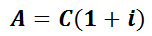 A = C(1 + i)